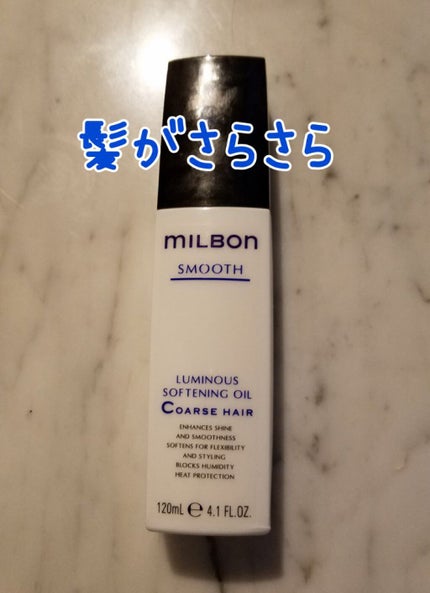 髪がさらさら
milbon
SMOOTH
LUMINOUS
SOFTENING OIL
COARSE HAIR
ENHANCES SHINE
AND SMOOTHNESS
SOFTENS FOR FLEXIBILITY
AND STYLING
BLOCKS HUMIDITY
HEAT PROTECTION
120mL ℮ 4.1 FL.OZ.